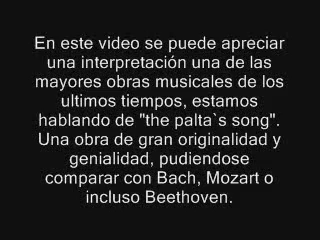 En este video se puede apreciar
una interpretación una de las
mayores obras musicales de los
ultimos tiempos, estamos
hablando de "the palta`s song".
Una obra de gran originalidad y
genialidad, pudiendose
comparar con Bach, Mozart o
incluso Beethoven.